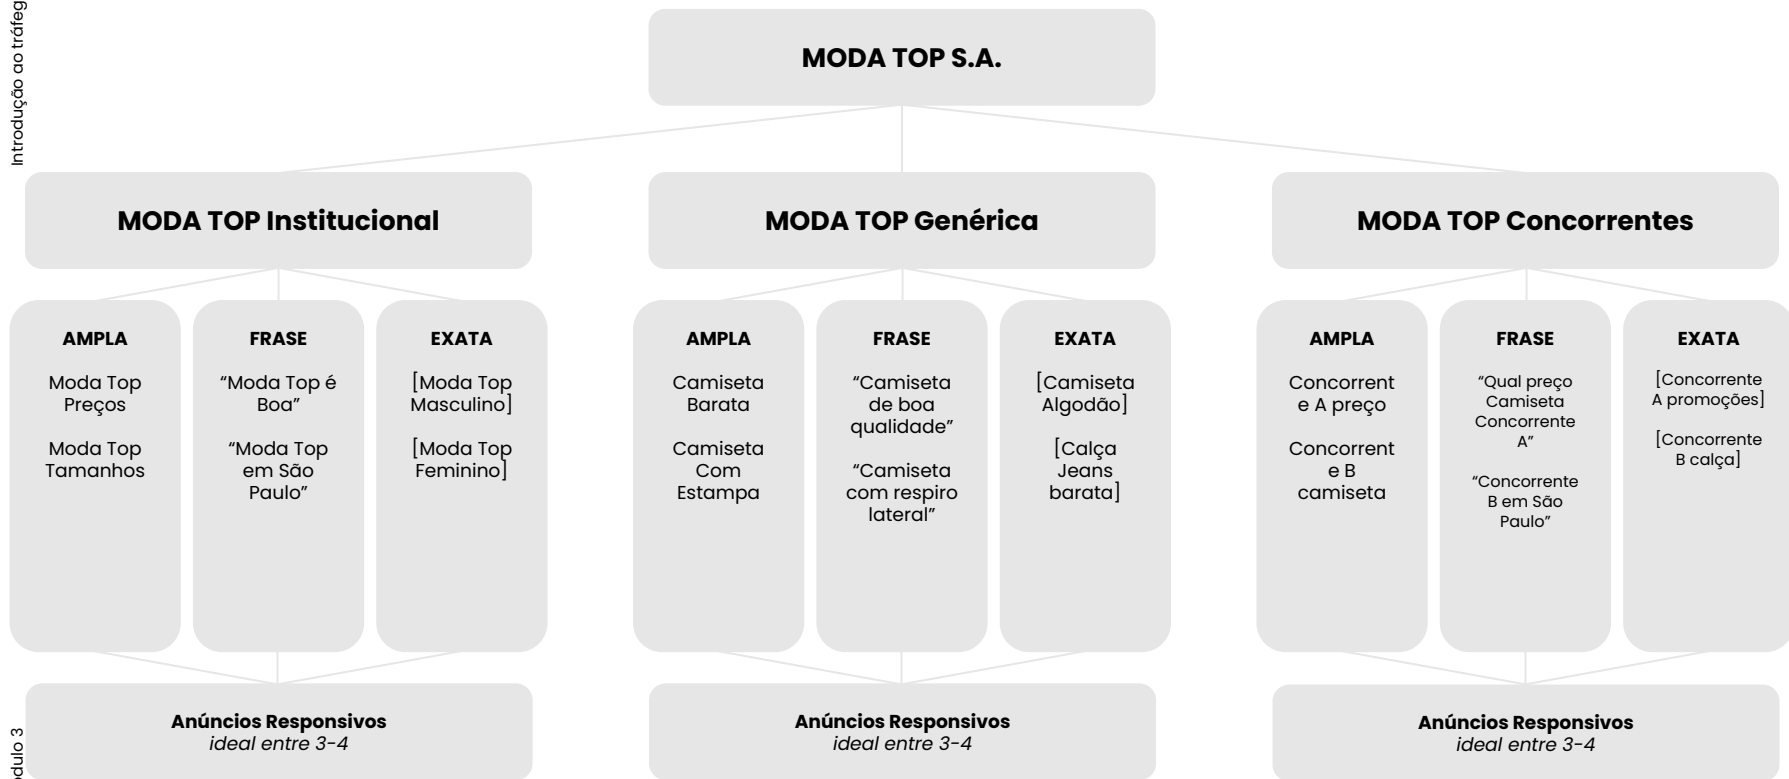 Introdução ao
MODA TOP S.A.
MODA TOP Institucional
MODA TOP Genérica
MODA TOP Concorrentes
AMPLA
Moda Top
Preços
Moda Top
Tamanhos
FRASE
“Moda Top é
Boa”
“Moda Top
em São
Paulo”
EXATA
[Moda Top
Masculino]
[Moda Top
Feminino]
AMPLA
Camiseta
Barata
Camiseta
Com
Estampa
FRASE
“Camiseta
de boa
qualidade”
“Camiseta
com respiro
lateral”
EXATA
[Camiseta
Algodão]
[Calça
Jeans
barata]
AMPLA
Concorrent
e A preço
Concorrent
e B
camiseta
FRASE
“Qual preço
Camiseta
Concorrente
A”
“Concorrente
B em São
Paulo”
EXATA
[Concorrente
A promoções]
[Concorrente
B calça]
Anúncios Responsivos
ideal entre 3-4
Anúncios Responsivos
ideal entre 3-4
Anúncios Responsivos
ideal entre 3-4
3